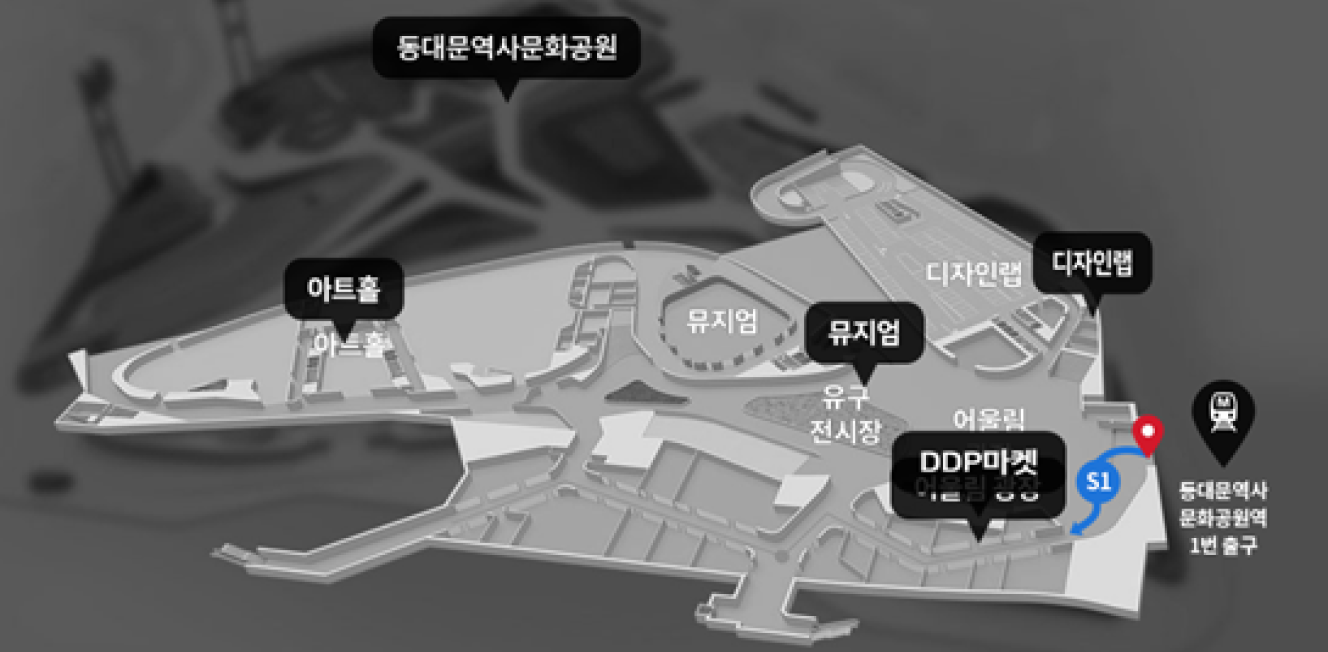 동대문역사문화공원
디자인랩
디자인랩
아트홀
아트홀
뮤지엄
뮤지엄
유구
전시장
어울림
DDP마켓
어울림 광장
S1
M
동대문역사
문화공원역
1번 출구